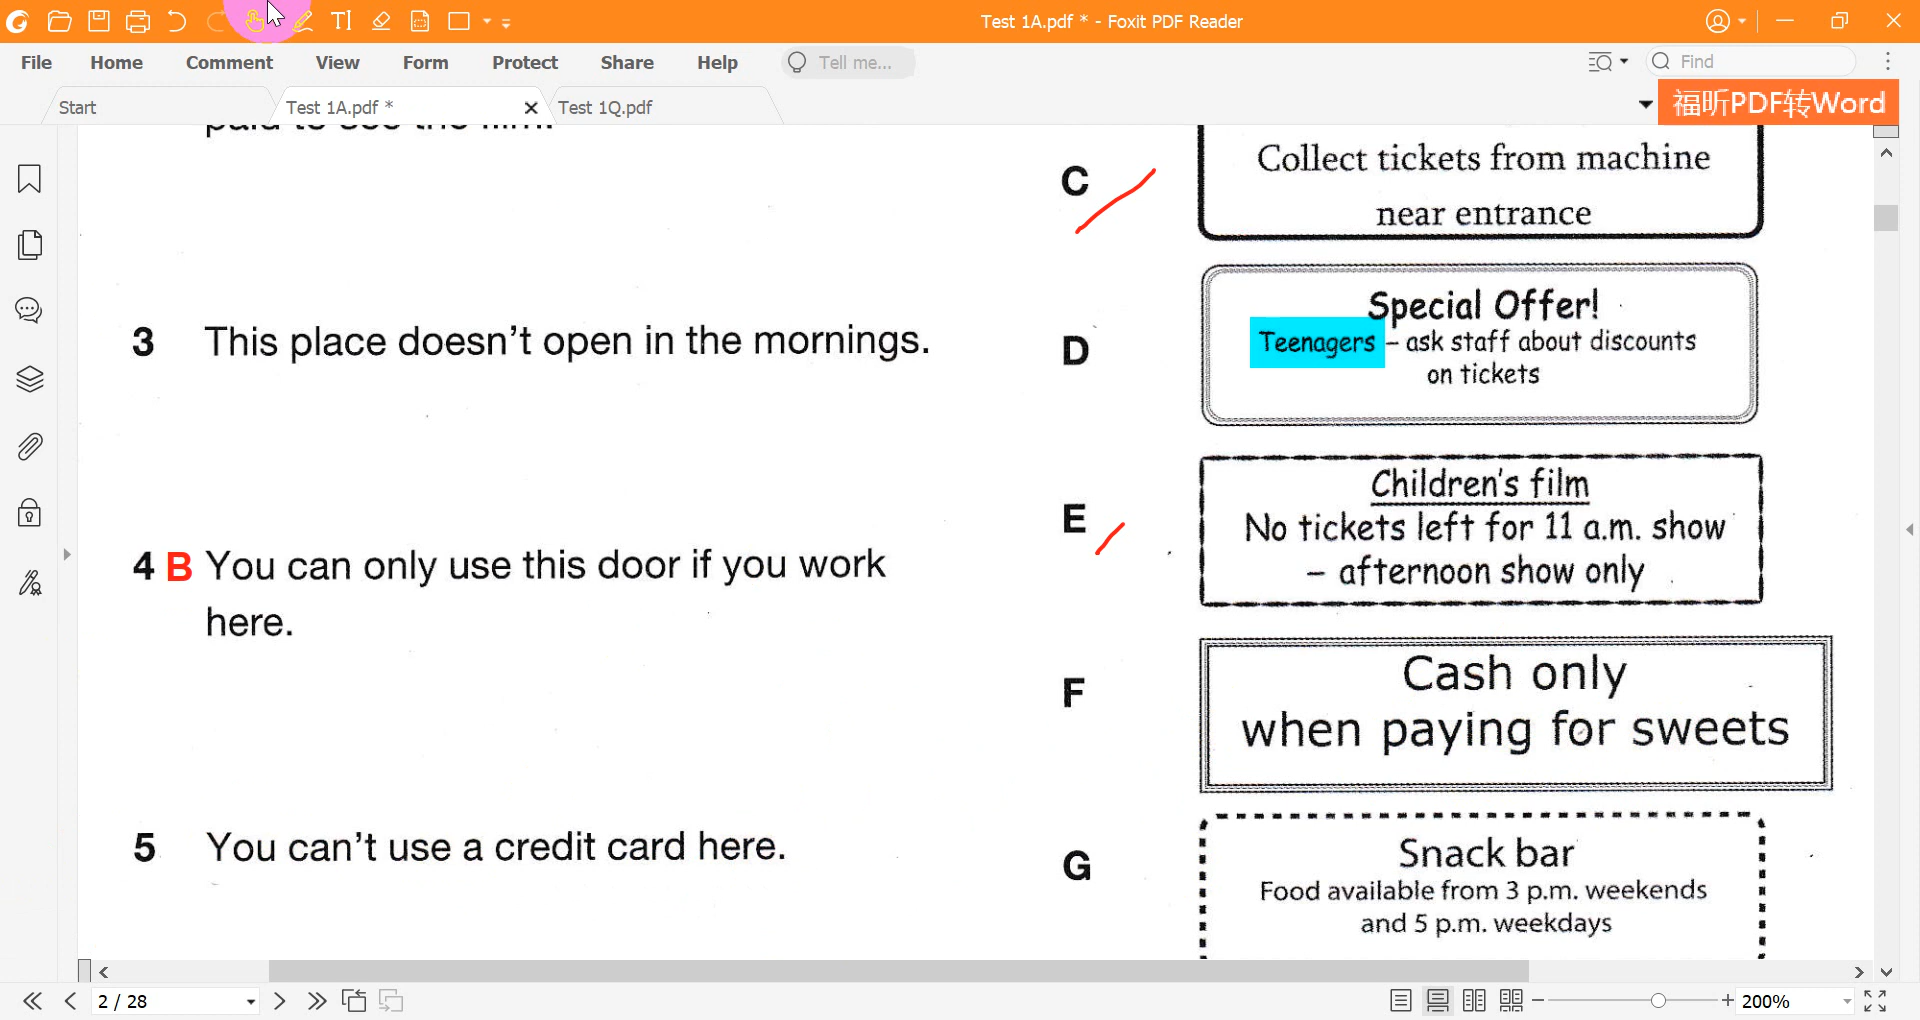 Test 1A.pdf * - Foxit PDF Reader
File Home Comment View Form Protect Share Help Tell me... Find
Start Test 1A.pdf * Test 1Q.pdf 福昕PDF转Word
paid to see the film.
C
Collect tickets from machine
near entrance
3 This place doesn't open in the mornings.
D
Special Offer!
Teenagers – ask staff about discounts
on tickets
E
Children's film
No tickets left for 11 a.m. show
– afternoon show only
4 B You can only use this door if you work
here.
F
Cash only
when paying for sweets
5 You can't use a credit card here.
G
Snack bar
Food available from 3 p.m. weekends
and 5 p.m. weekdays
2 / 28 200%